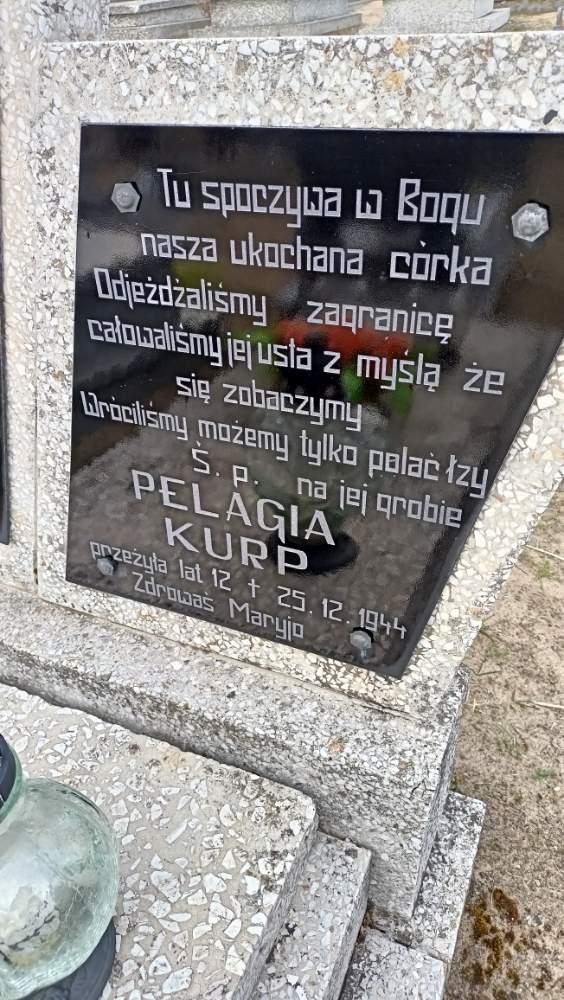 Tu spoczywa w Bogu
nasza ukochana córka
Odjeżdżaliśmy zagranicę
całowaliśmy jej usta z myślą że
się zobaczymy
Wróciliśmy możemy tylko polać łzy
Ś. p. na jej grobie
PELAGIA
KURP
przeżyła lat 12 † 25.12.1944
Zdrowaś Maryjo